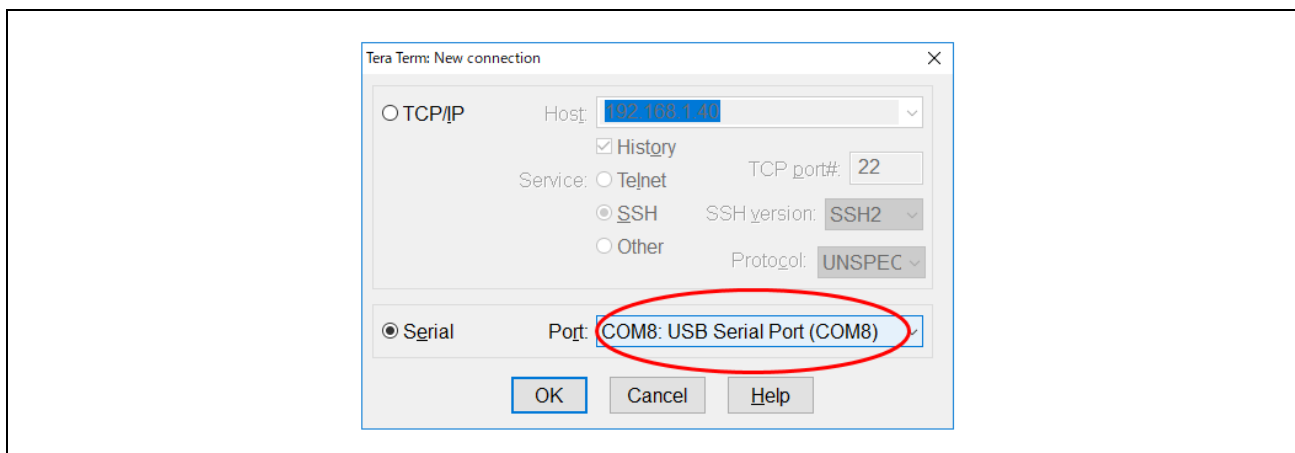 Tera Term: New connection
TCP/IP Host: 192.168.1.40
History
Service: Telnet TCP port#: 22
SSH SSH version: SSH2
Other Protocol: UNSPEC
Serial Port: COM8: USB Serial Port (COM8)
OK Cancel Help